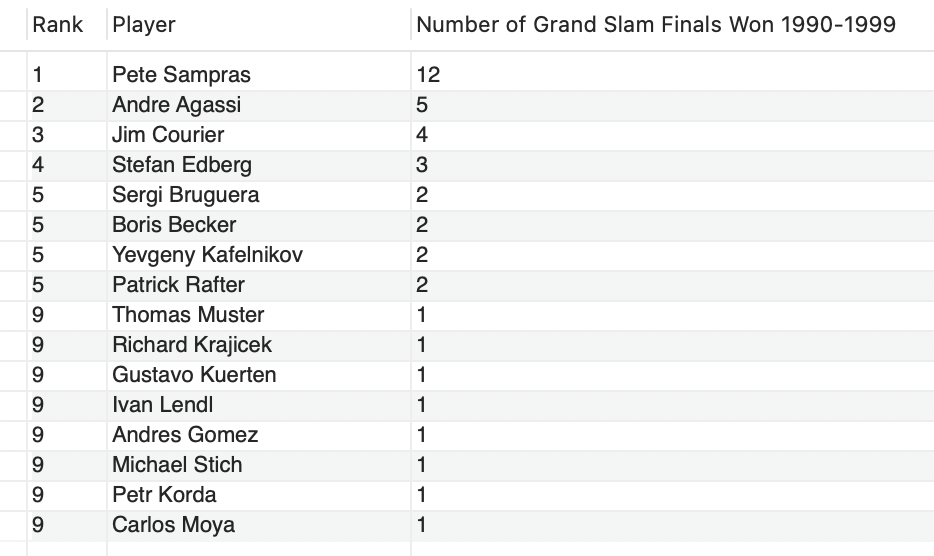 Rank Player Number of Grand Slam Finals Won 1990-1999
1 Pete Sampras 12
2 Andre Agassi 5
3 Jim Courier 4
4 Stefan Edberg 3
5 Sergi Bruguera 2
5 Boris Becker 2
5 Yevgeny Kafelnikov 2
5 Patrick Rafter 2
9 Thomas Muster 1
9 Richard Krajicek 1
9 Gustavo Kuerten 1
9 Ivan Lendl 1
9 Andres Gomez 1
9 Michael Stich 1
9 Petr Korda 1
9 Carlos Moya 1